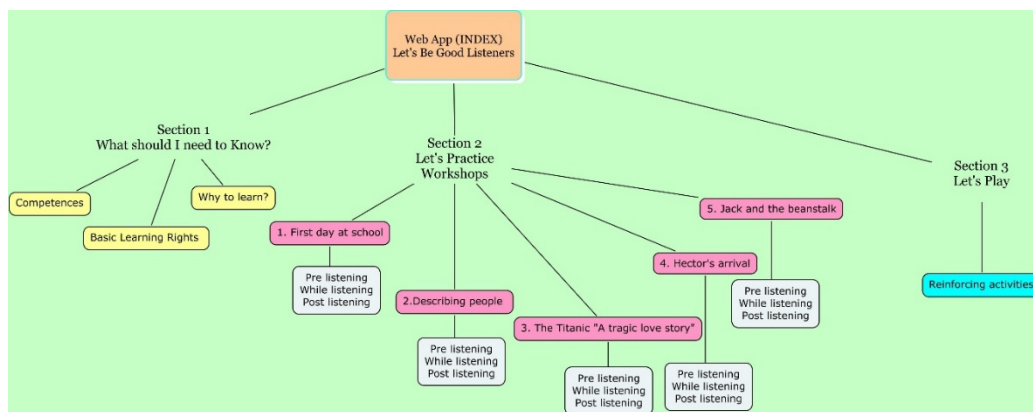 Web App (INDEX)
Let's Be Good Listeners
Section 1
What should I need to Know?
Competences
Basic Learning Rights
Why to learn?
Section 2
Let's Practice
Workshops
1. First day at school
Pre listening
While listening
Post listening
2.Describing people
Pre listening
While listening
Post listening
3. The Titanic "A tragic love story"
Pre listening
While listening
Post listening
4. Hector's arrival
Pre listening
While listening
Post listening
5. Jack and the beanstalk
Pre listening
While listening
Post listening
Section 3
Let's Play
Reinforcing activities